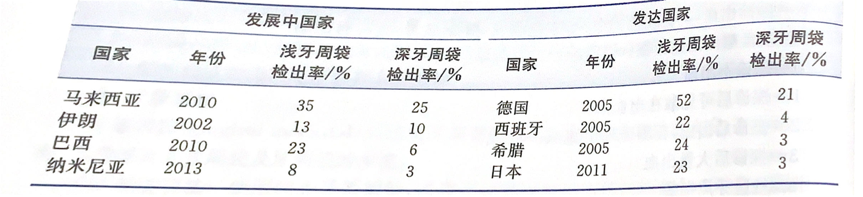 发展中国家 发达国家
国家 年份 浅牙周袋检出率/% 深牙周袋检出率/% 国家 年份 浅牙周袋检出率/% 深牙周袋检出率/%
马来西亚 2010 35 25 德国 2005 52 21
伊朗 2002 13 10 西班牙 2005 22 4
巴西 2010 23 6 希腊 2005 24 3
纳米尼亚 2013 8 3 日本 2011 23 3